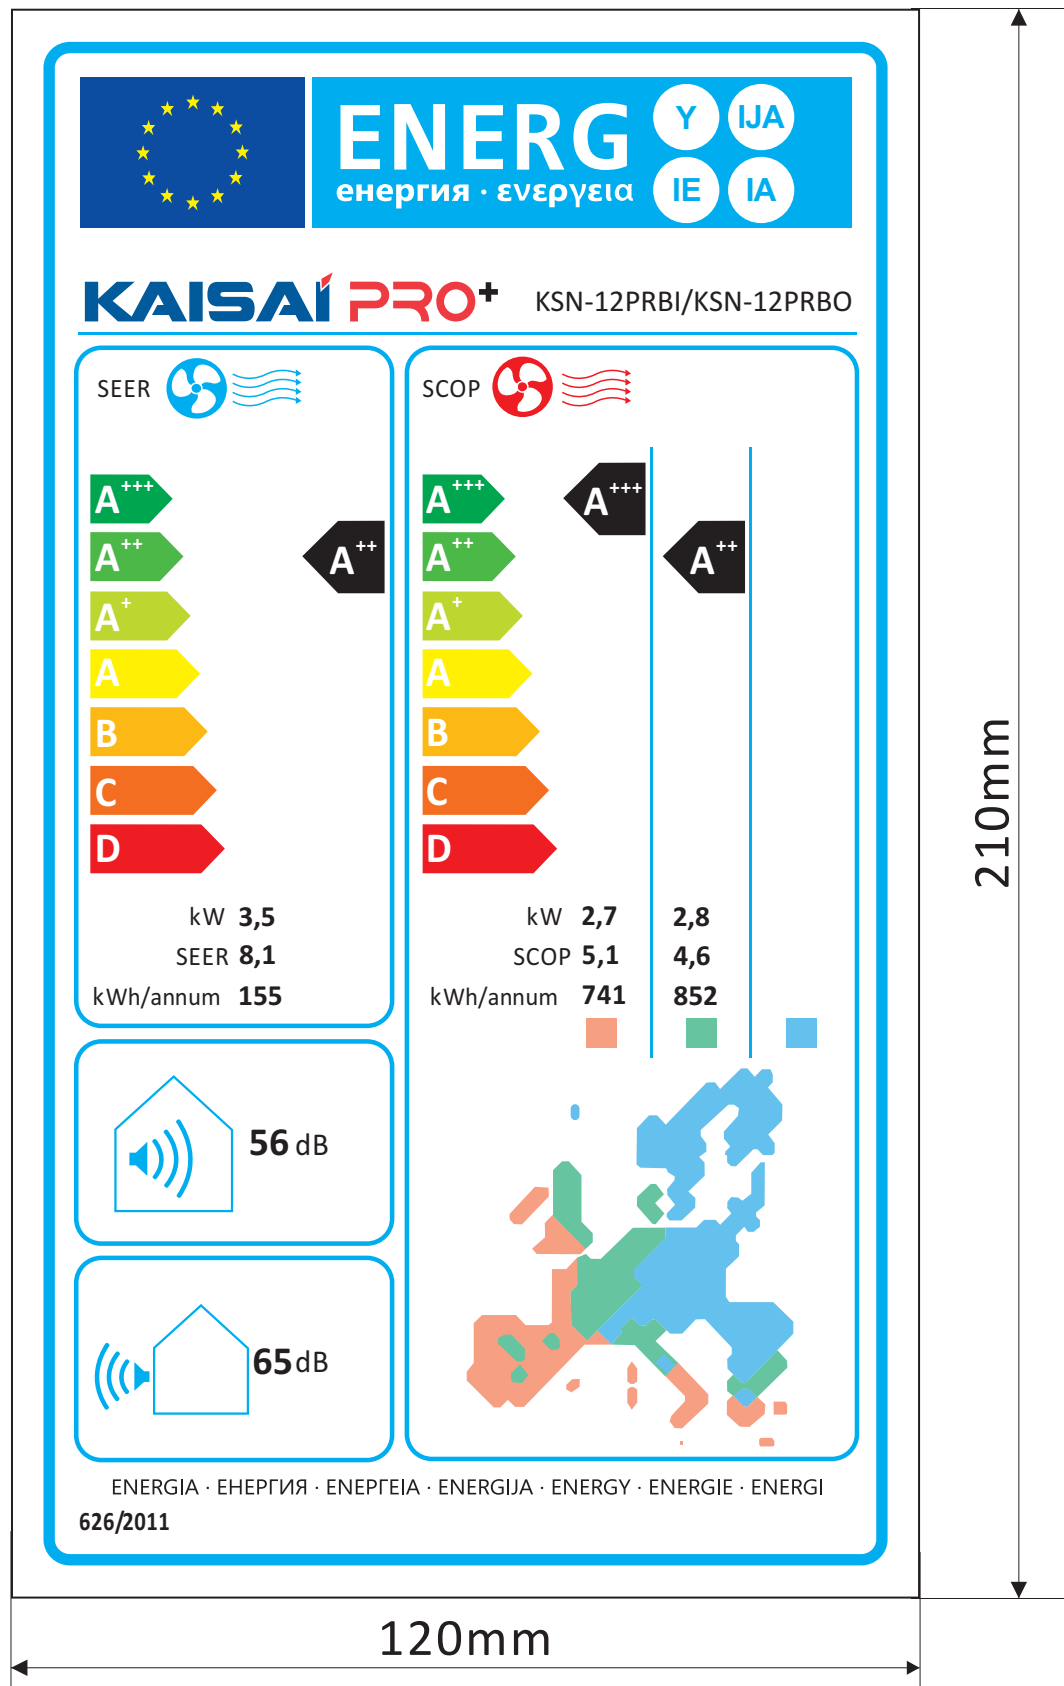 ENERG
енергия · ενεργεια
Y IJA
IE IA
KAISAI PRO+ KSN-12PRBI/KSN-12PRBO
SEER
A+++
A++
A+
A
B
C
D
A++
kW 3,5
SEER 8,1
kWh/annum 155
SCOP
A+++
A++
A+
A
B
C
D
A+++
A++
kW 2,7 2,8
SCOP 5,1 4,6
kWh/annum 741 852
56 dB
65 dB
ENERGIA · ЕНЕРГИЯ · ΕΝΕΡΓΕΙΑ · ENERGIJA · ENERGY · ENERGIE · ENERGI
626/2011
210mm
120mm